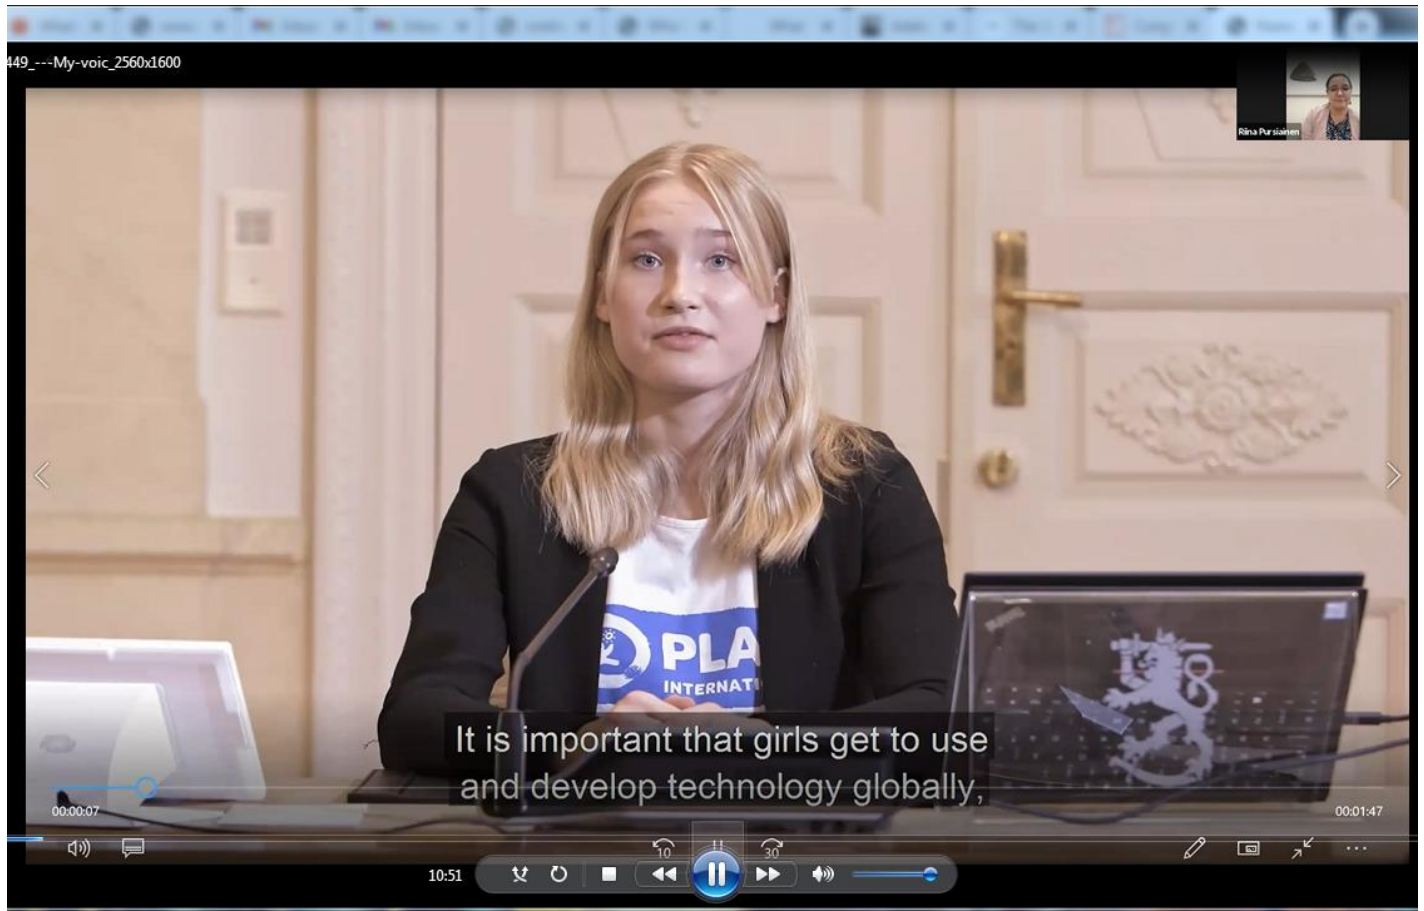 449_---My-voic_2560x1600
Riina Pursiainen
PLA
INTERNATI
It is important that girls get to use
and develop technology globally,
00:00:07
00:01:47
10
30
10:51